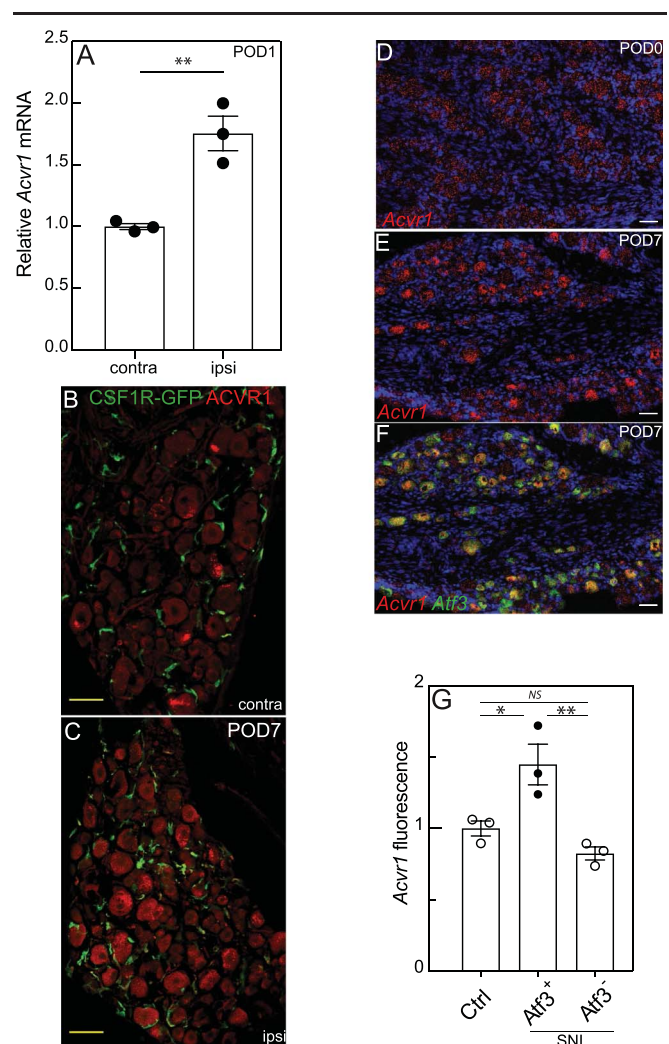 A
POD1
**
2.5
2.0
1.5
1.0
0.5
0.0
Relative Acvr1 mRNA
contra
ipsi
B
CSF1R-GFP ACVR1
contra
C
POD7
ipsi
D
POD0
Acvr1
E
POD7
Acvr1
F
POD7
Acvr1 Atf3
G
NS
*
**
2
1
0
Acvr1 fluorescence
Ctrl
Atf3+
Atf3-
SNI